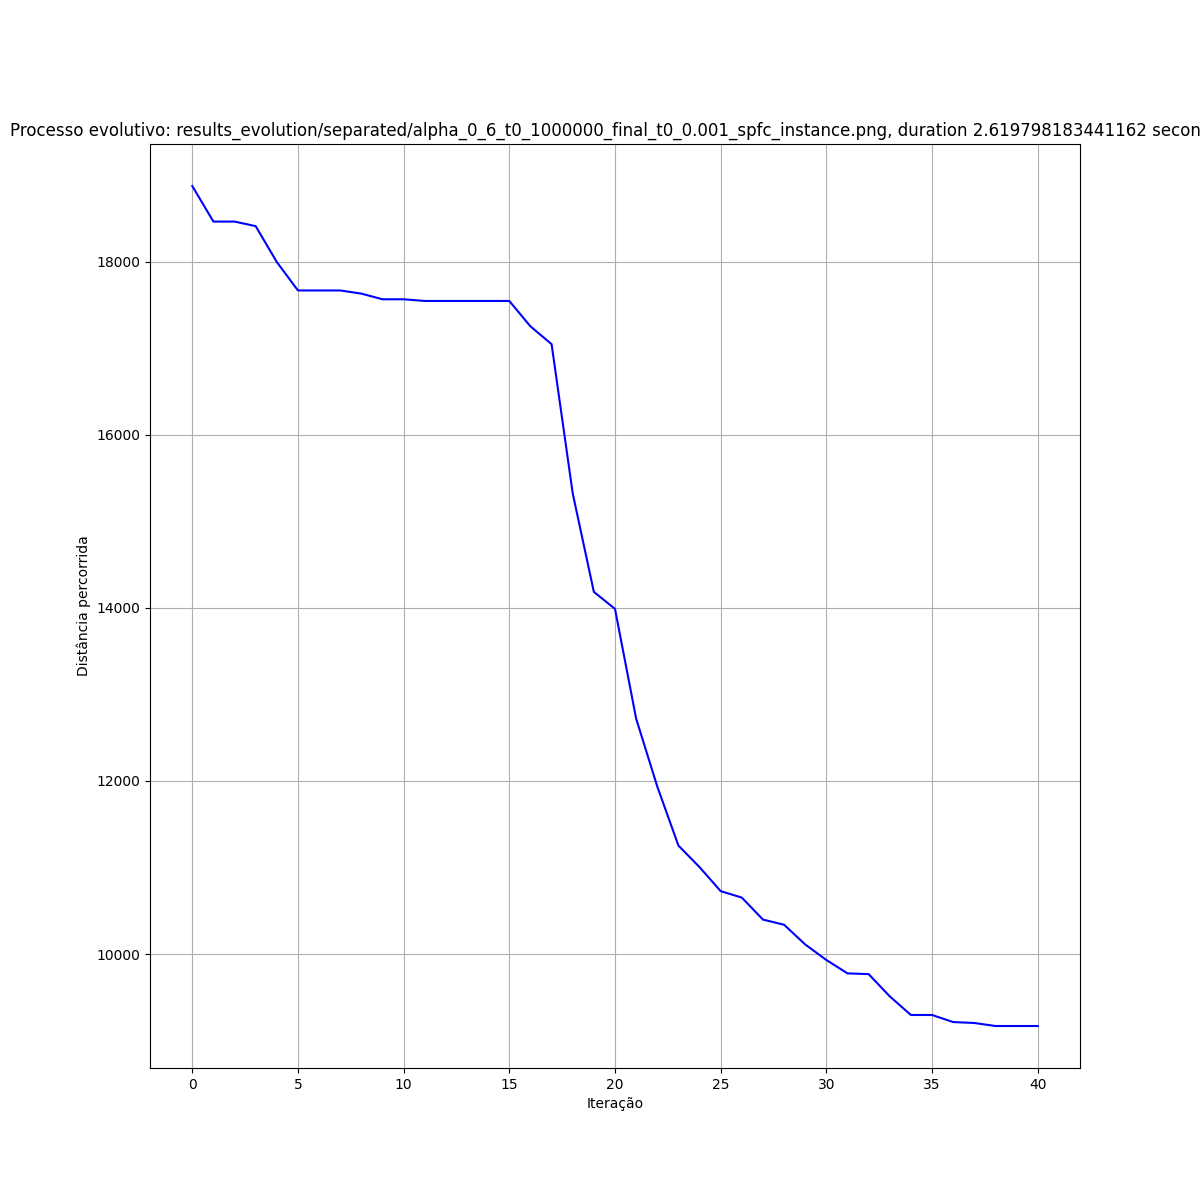 Processo evolutivo: results_evolution/separated/alpha_0_6_t0_1000000_final_t0_0.001_spfc_instance.png, duration 2.619798183441162 secon
18000
16000
14000
12000
10000
Distância percorrida
0 5 10 15 20 25 30 35 40
Iteração